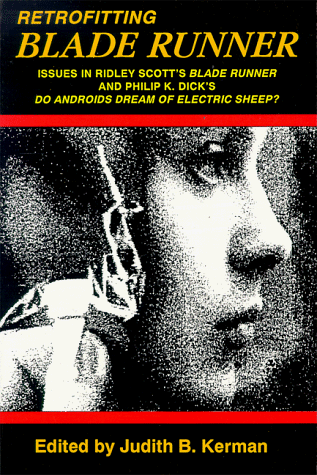 RETROFITTING
BLADE RUNNER
ISSUES IN RIDLEY SCOTT'S BLADE RUNNER
AND PHILIP K. DICK'S
DO ANDROIDS DREAM OF ELECTRIC SHEEP?
Edited by Judith B. Kerman